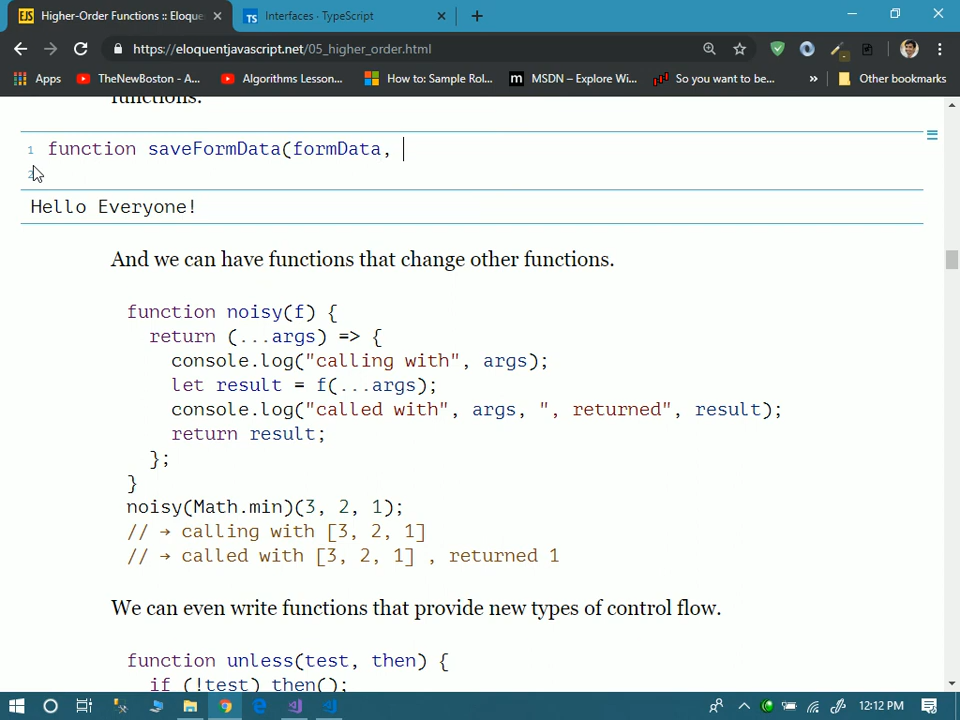 Higher-Order Functions :: Eloque
Interfaces · TypeScript
https://eloquentjavascript.net/05_higher_order.html
Apps
TheNewBoston - A...
Algorithms Lesson...
How to: Sample Rol...
MSDN – Explore Wi...
So you want to be...
»
Other bookmarks
functions.
1 function saveFormData(formData,
2
Hello Everyone!
And we can have functions that change other functions.
function noisy(f) {
return (...args) => {
console.log("calling with", args);
let result = f(...args);
console.log("called with", args, ", returned", result);
return result;
};
}
noisy(Math.min)(3, 2, 1);
// → calling with [3, 2, 1]
// → called with [3, 2, 1] , returned 1
We can even write functions that provide new types of control flow.
function unless(test, then) {
if (!test) then();
12:12 PM